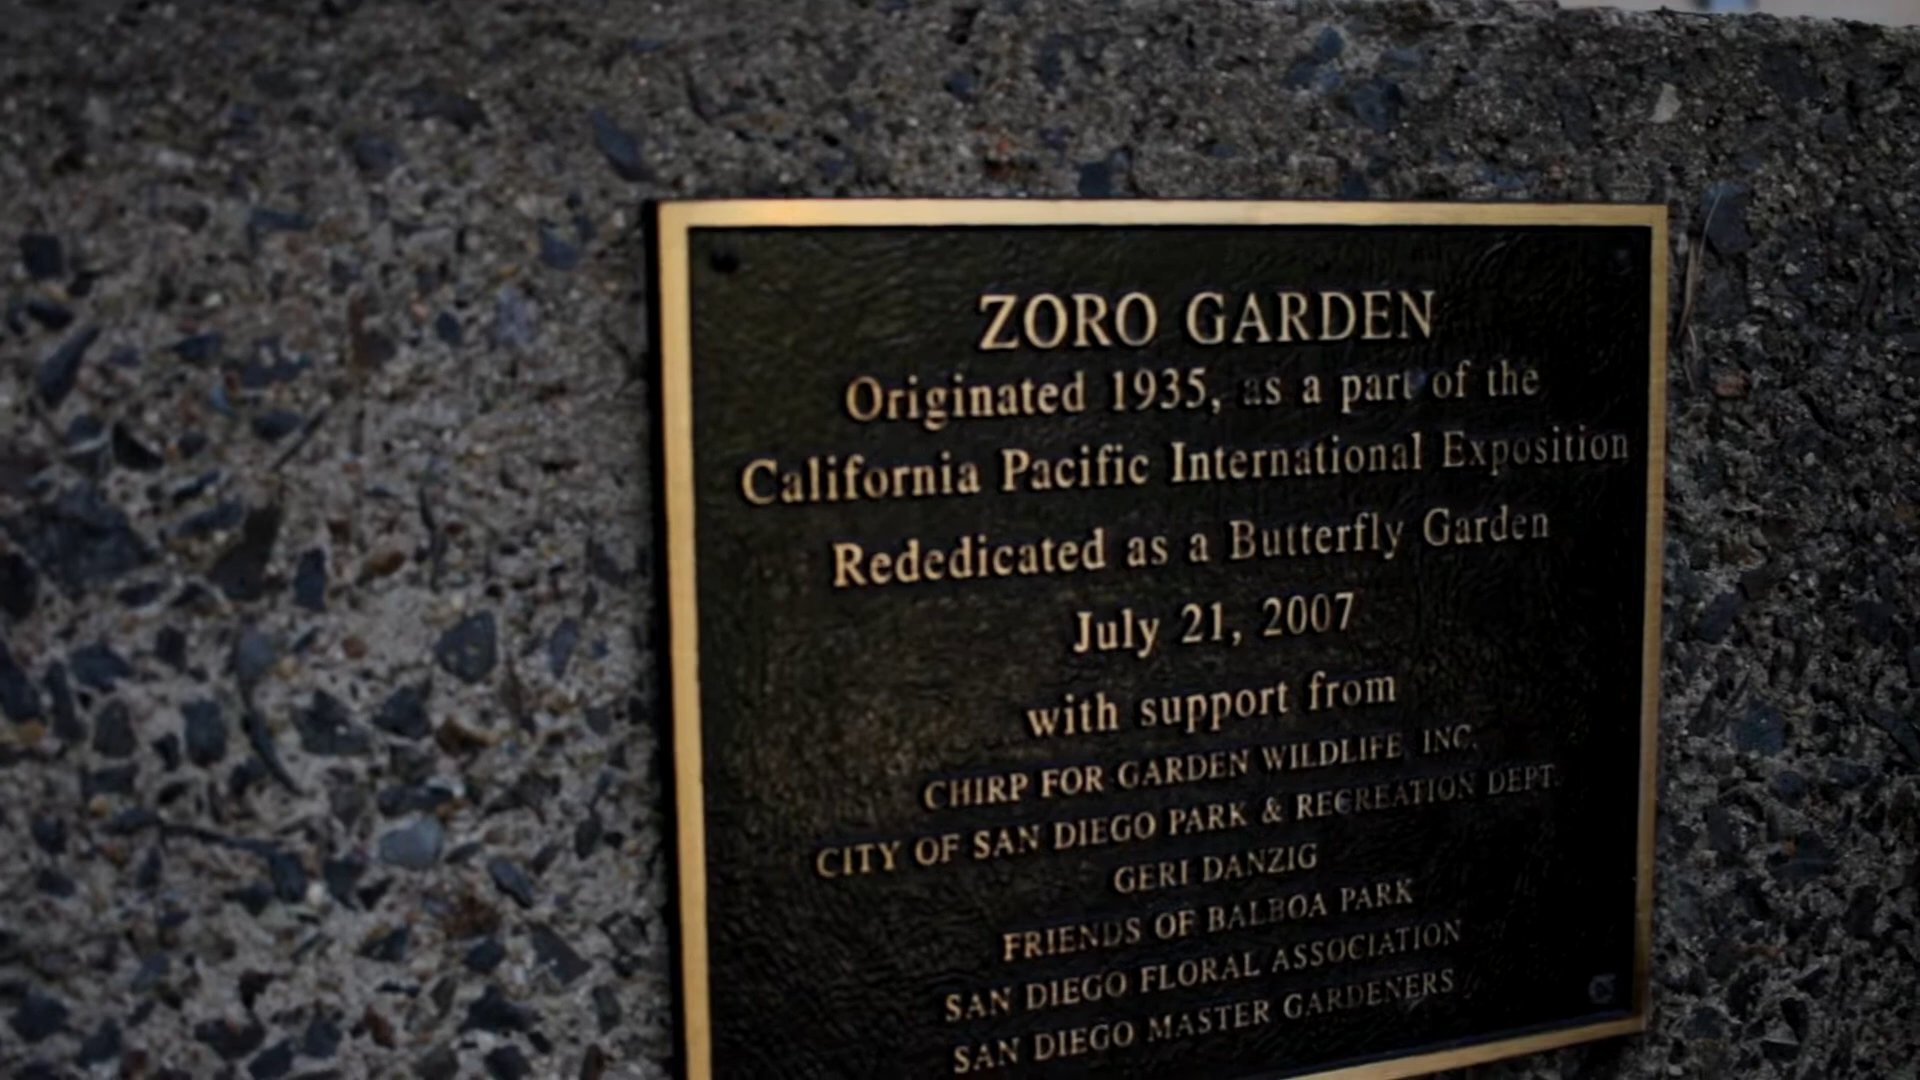 ZORO GARDEN
Originated 1935, as a part of the
California Pacific International Exposition
Rededicated as a Butterfly Garden
July 21, 2007
with support from
CHIRP FOR GARDEN WILDLIFE INC.
CITY OF SAN DIEGO PARK & RECREATION DEPT.
GERI DANZIG
FRIENDS OF BALBOA PARK
SAN DIEGO FLORAL ASSOCIATION
SAN DIEGO MASTER GARDENERS